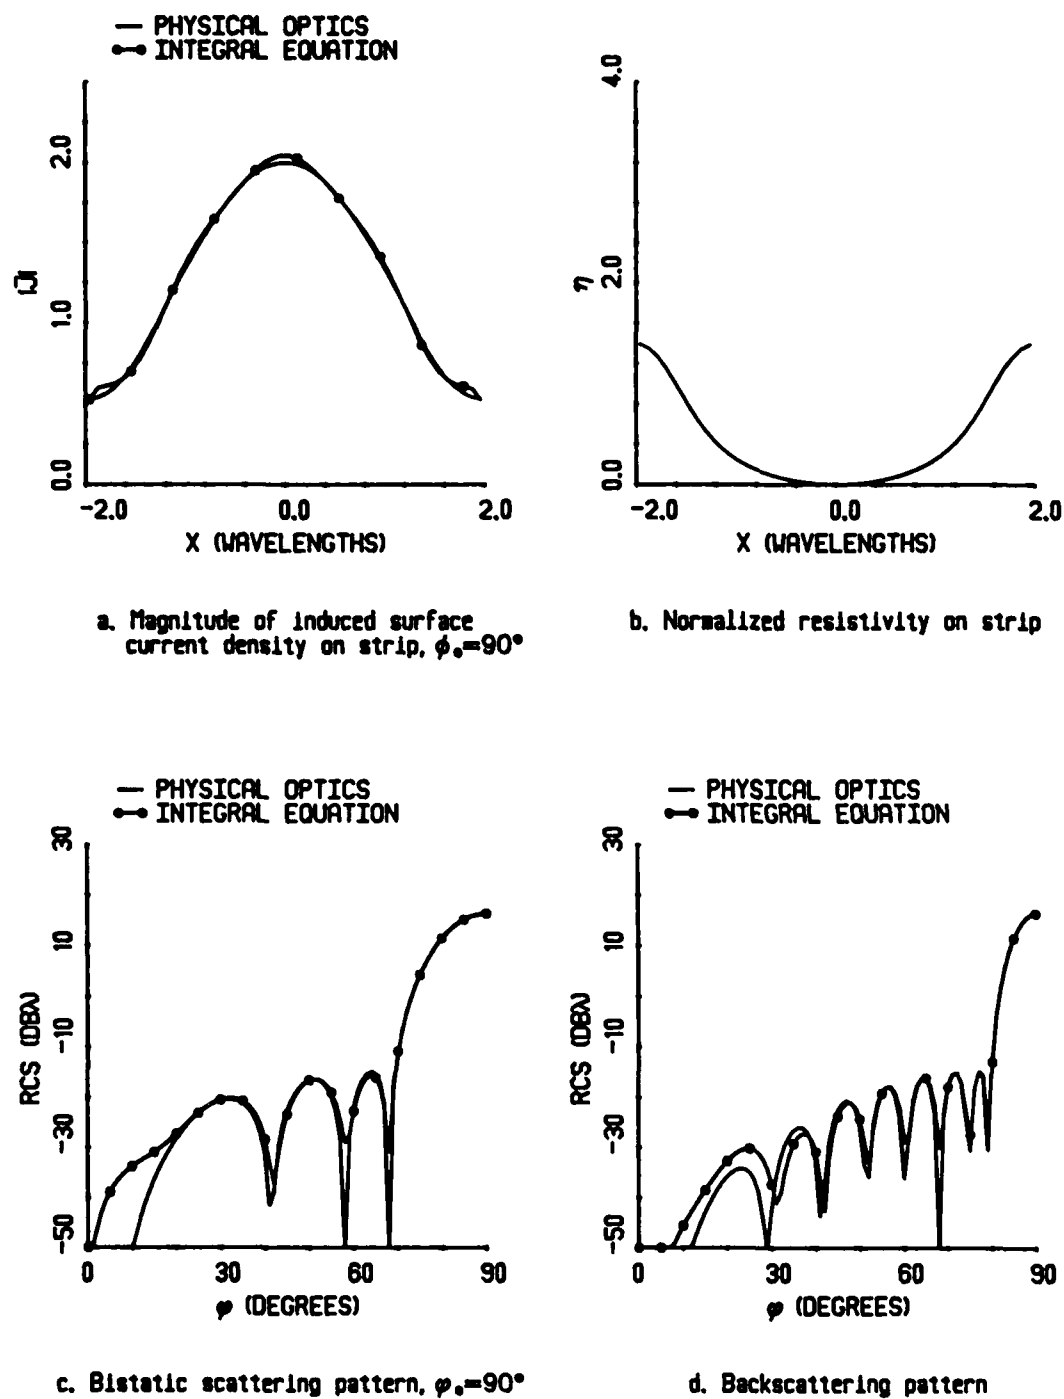 PHYSICAL OPTICS
INTEGRAL EQUATION
|J|
2.0
1.0
0.0
-2.0
0.0
2.0
X (WAVELENGTHS)
a. Magnitude of induced surface
current density on strip, ϕ₀=90°
η
4.0
2.0
0.0
-2.0
0.0
2.0
X (WAVELENGTHS)
b. Normalized resistivity on strip
PHYSICAL OPTICS
INTEGRAL EQUATION
RCS (DBλ)
30
10
-10
-30
-50
0
30
60
90
φ (DEGREES)
c. Bistatic scattering pattern, φ₀=90°
PHYSICAL OPTICS
INTEGRAL EQUATION
RCS (DBλ)
30
10
-10
-30
-50
0
30
60
90
φ (DEGREES)
d. Backscattering pattern